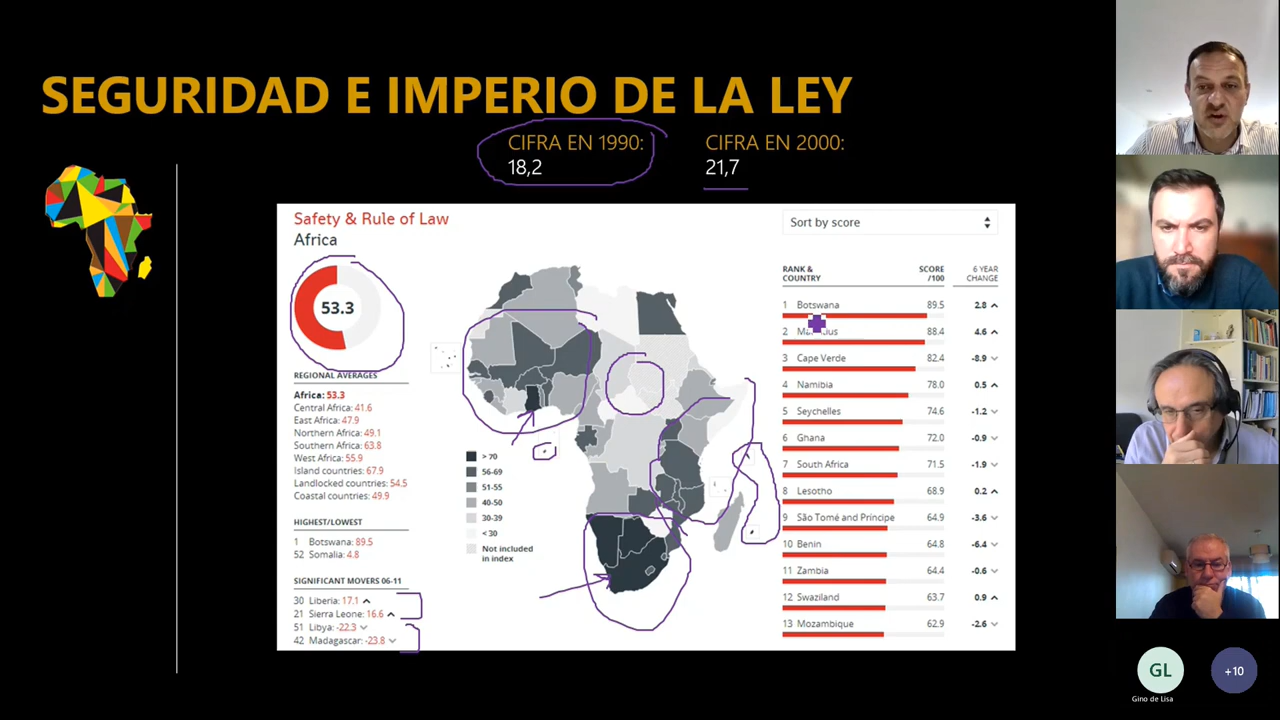 SEGURIDAD E IMPERIO DE LA LEY
CIFRA EN 1990:
18,2
CIFRA EN 2000:
21,7
Safety & Rule of Law
Africa
53.3
REGIONAL AVERAGES
Africa: 53.3
Central Africa: 41.6
East Africa: 47.9
Northern Africa: 49.1
Southern Africa: 63.8
West Africa: 55.9
Island countries: 67.9
Landlocked countries: 54.5
Coastal countries: 49.9
HIGHEST/LOWEST
1 Botswana: 89.5
52 Somalia: 4.8
SIGNIFICANT MOVERS 06-11
30 Liberia: 17.1
21 Sierra Leone: 16.6
51 Libya: -22.3
42 Madagascar: -23.8
> 70
56-69
51-55
40-50
30-39
< 30
Not included
in index
Sort by score
RANK &
COUNTRY
SCORE
/100
6 YEAR
CHANGE
1 Botswana 89.5 2.8
2 88.4 4.6
3 Cape Verde 82.4 -8.9
4 Namibia 78.0 0.5
5 Seychelles 74.6 -1.2
6 Ghana 72.0 -0.9
7 South Africa 71.5 -1.9
8 Lesotho 68.9 0.2
9 São Tomé and Principe 64.9 -3.6
10 Benin 64.8 -6.4
11 Zambia 64.4 -0.6
12 Swaziland 63.7 0.9
13 Mozambique 62.9 -2.6
GL
Gino de Lisa
+10